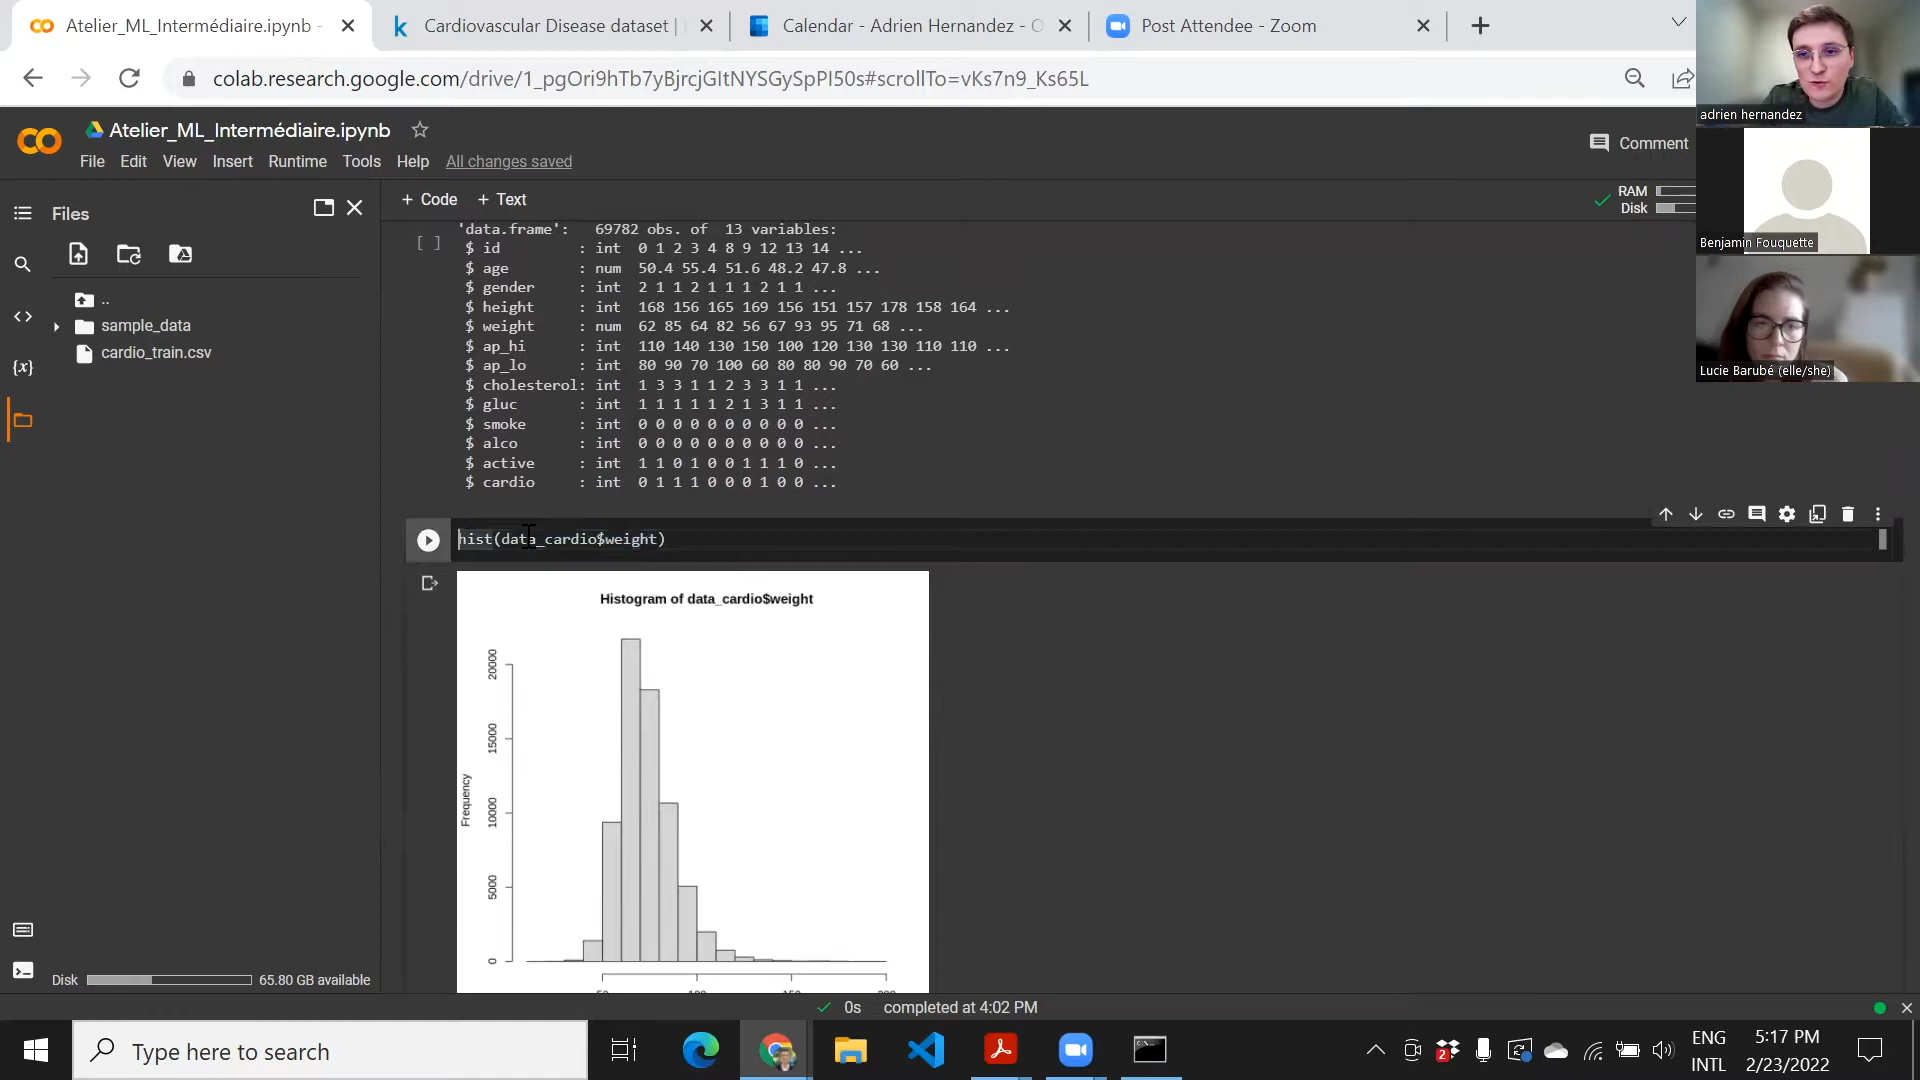 Atelier_ML_Intermédiaire.ipynb -
Cardiovascular Disease dataset |
Calendar - Adrien Hernandez - O
Post Attendee - Zoom
colab.research.google.com/drive/1_pgOri9hTb7yBjrcjGItNYSGySpPI50s#scrollTo=vKs7n9_Ks65L
adrien hernandez
Benjamin Fouquette
Lucie Barubé (elle/she)
Atelier_ML_Intermédiaire.ipynb
File Edit View Insert Runtime Tools Help All changes saved
Comment
Files
+ Code + Text
RAM
Disk
..
sample_data
cardio_train.csv
'data.frame': 69782 obs. of 13 variables:
$ id : int 0 1 2 3 4 8 9 12 13 14 ...
$ age : num 50.4 55.4 51.6 48.2 47.8 ...
$ gender : int 2 1 1 2 1 1 1 2 1 1 ...
$ height : int 168 156 165 169 156 151 157 178 158 164 ...
$ weight : num 62 85 64 82 56 67 93 95 71 68 ...
$ ap_hi : int 110 140 130 150 100 120 130 130 110 110 ...
$ ap_lo : int 80 90 70 100 60 80 80 90 70 60 ...
$ cholesterol: int 1 3 3 1 1 2 3 3 1 1 ...
$ gluc : int 1 1 1 1 1 2 1 3 1 1 ...
$ smoke : int 0 0 0 0 0 0 0 0 0 0 ...
$ alco : int 0 0 0 0 0 0 0 0 0 0 ...
$ active : int 1 1 0 1 0 0 1 1 1 0 ...
$ cardio : int 0 1 1 1 0 0 0 1 0 0 ...
[ ]
hist(data_cardio$weight)
Histogram of data_cardio$weight
Frequency
20000
15000
10000
5000
0
Disk
65.80 GB available
0s completed at 4:02 PM
Type here to search
2
ENG
INTL
5:17 PM
2/23/2022